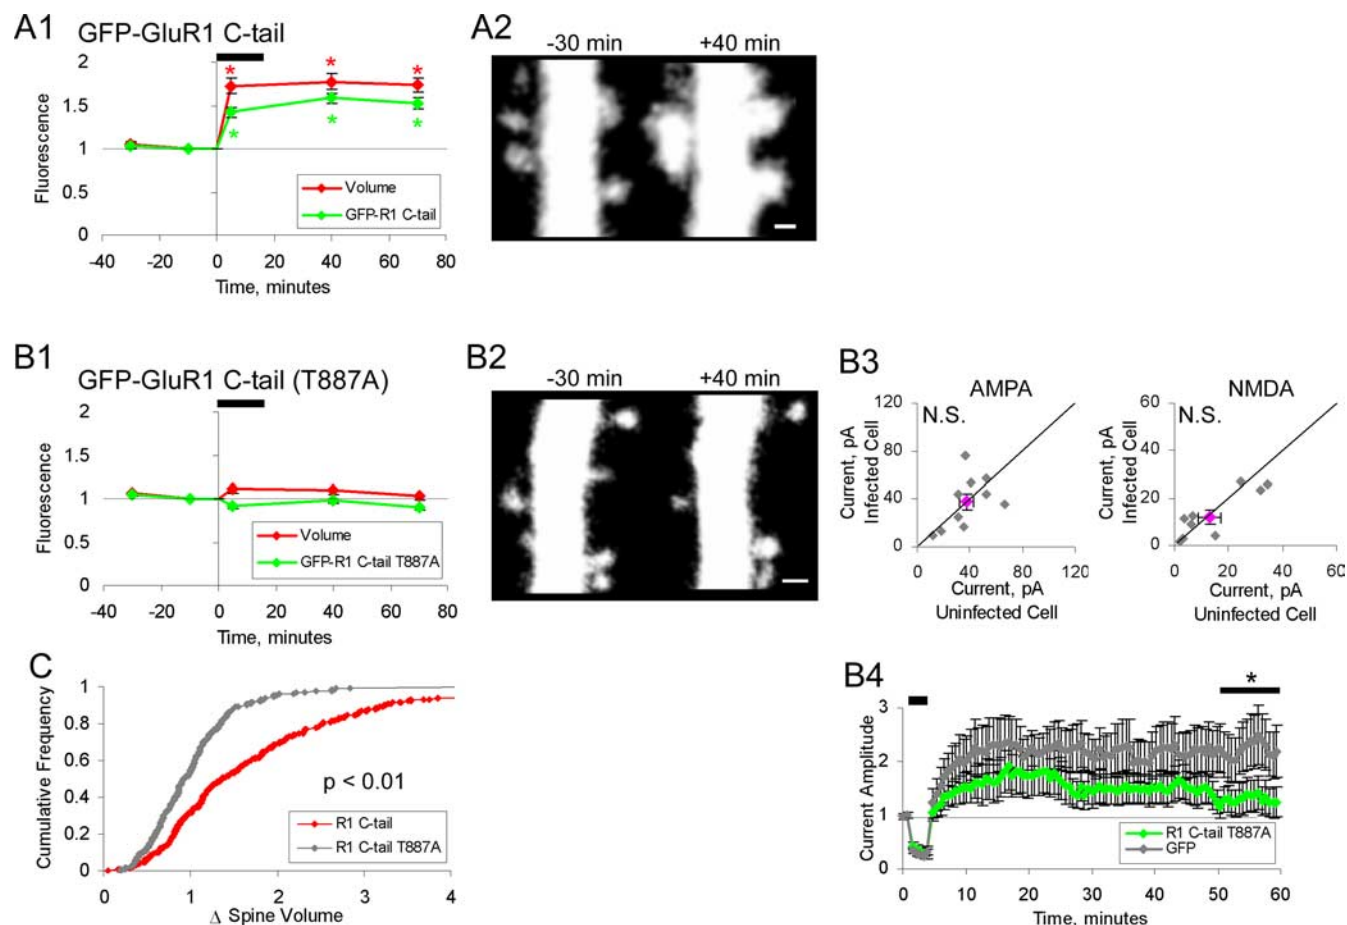 A1
GFP-GluR1 C-tail
Fluorescence
2
1.5
1
0.5
0
* * *
* * *
Volume
GFP-R1 C-tail
-40 -20 0 20 40 60 80
Time, minutes
A2
-30 min +40 min
B1
GFP-GluR1 C-tail (T887A)
Fluorescence
2
1.5
1
0.5
0
Volume
GFP-R1 C-tail T887A
-40 -20 0 20 40 60 80
Time, minutes
B2
-30 min +40 min
B3
AMPA
N.S.
Current, pA
Infected Cell
120
80
40
0
0 40 80 120
Current, pA
Uninfected Cell
NMDA
N.S.
Current, pA
Infected Cell
60
40
20
0
0 20 40 60
Current, pA
Uninfected Cell
C
Cumulative Frequency
1
0.8
0.6
0.4
0.2
0
p < 0.01
R1 C-tail
R1 C-tail T887A
0 1 2 3 4
Δ Spine Volume
B4
*
Current Amplitude
3
2
1
0
R1 C-tail T887A
GFP
0 10 20 30 40 50 60
Time, minutes